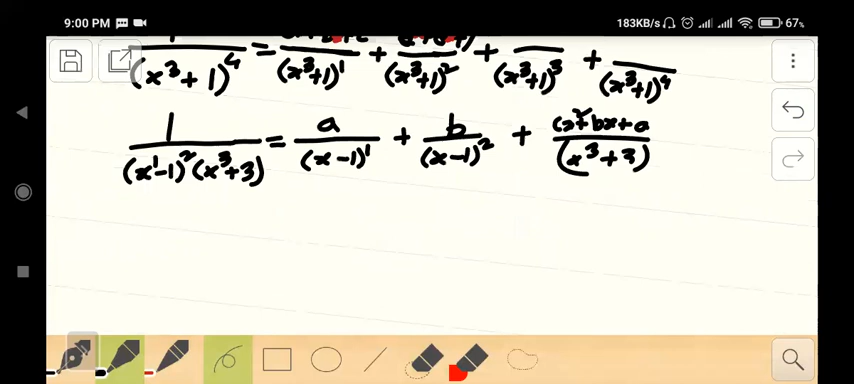 9:00 PM 183KB/s 67%
1/(x³+1)⁴ = /(x³+1)¹ + /(x³+1)² + /(x³+1)³ + /(x³+1)⁴
1/((x¹-1)²(x³+3)) = a/(x-1)¹ + b/(x-1)² + (cx²+bx+a)/(x³+3)